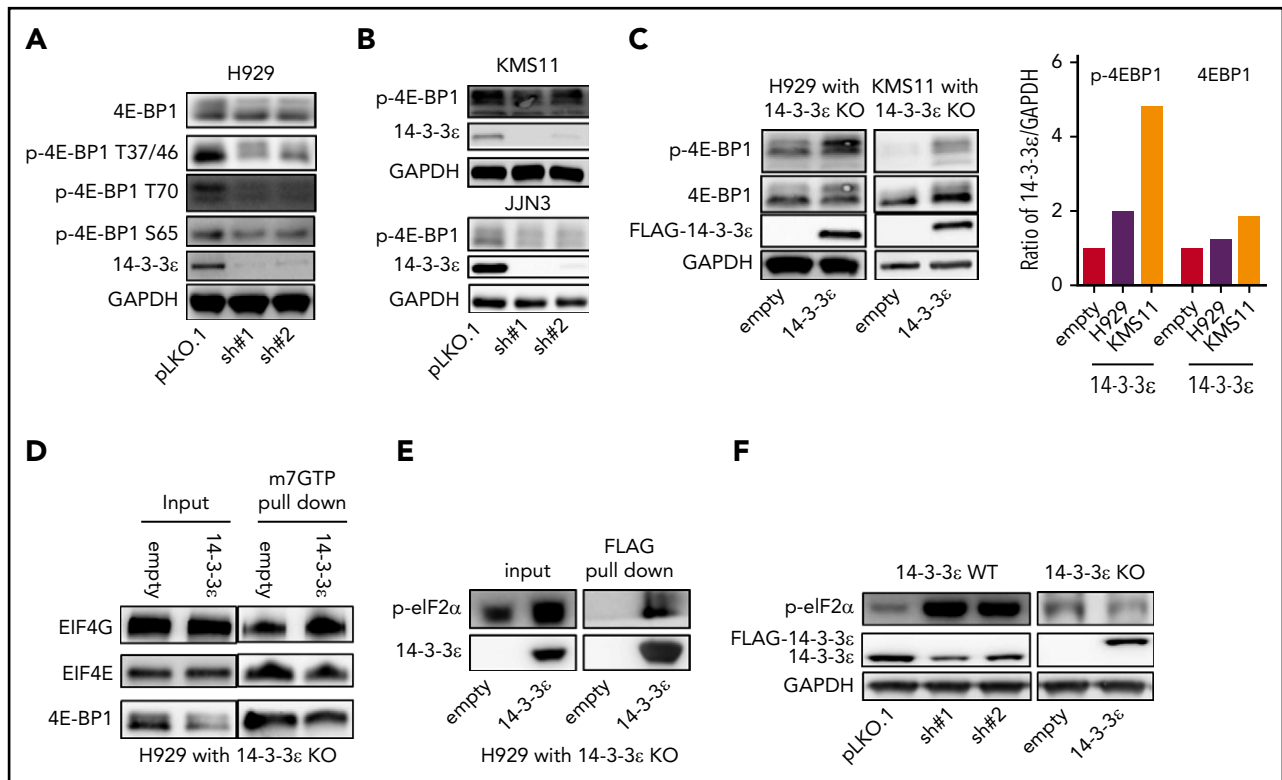 A
H929
4E-BP1
p-4E-BP1 T37/46
p-4E-BP1 T70
p-4E-BP1 S65
14-3-3ε
GAPDH
pLKO.1
sh#1
sh#2
B
KMS11
p-4E-BP1
14-3-3ε
GAPDH
JJN3
p-4E-BP1
14-3-3ε
GAPDH
pLKO.1
sh#1
sh#2
C
H929 with
14-3-3ε KO
KMS11 with
14-3-3ε KO
p-4E-BP1
4E-BP1
FLAG-14-3-3ε
GAPDH
empty
14-3-3ε
empty
14-3-3ε
Ratio of 14-3-3ε/GAPDH
6
4
2
0
p-4EBP1
4EBP1
empty
H929
KMS11
empty
H929
KMS11
14-3-3ε
14-3-3ε
D
Input
m7GTP
pull down
empty
14-3-3ε
empty
14-3-3ε
EIF4G
EIF4E
4E-BP1
H929 with 14-3-3ε KO
E
input
FLAG
pull down
p-elF2α
14-3-3ε
empty
14-3-3ε
empty
14-3-3ε
H929 with 14-3-3ε KO
F
14-3-3ε WT
14-3-3ε KO
p-elF2α
FLAG-14-3-3ε
14-3-3ε
GAPDH
pLKO.1
sh#1
sh#2
empty
14-3-3ε